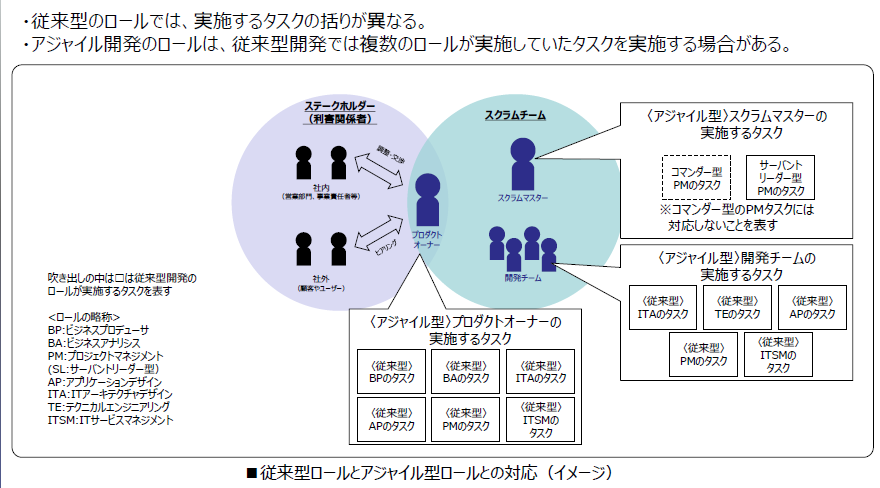 ・従来型のロールでは、実施するタスクの括りが異なる。
・アジャイル開発のロールは、従来型開発では複数のロールが実施していたタスクを実施する場合がある。
ステークホルダー
（利害関係者）
スクラムチーム
調整・交渉
社内
（営業部門、事業責任者等）
ヒアリング
社外
（顧客やユーザー）
プロダクト
オーナー
スクラムマスター
開発チーム
〈アジャイル型〉スクラムマスターの
実施するタスク
コマンダー型
PMのタスク
サーバント
リーダー型
PMのタスク
※コマンダー型のPMタスクには
対応しないことを表す
〈アジャイル型〉開発チームの
実施するタスク
〈従来型〉
ITAのタスク
〈従来型〉
TEのタスク
〈従来型〉
APのタスク
〈従来型〉
PMのタスク
〈従来型〉
ITSMの
タスク
〈アジャイル型〉プロダクトオーナーの
実施するタスク
〈従来型〉
BPのタスク
〈従来型〉
BAのタスク
〈従来型〉
ITAのタスク
〈従来型〉
APのタスク
〈従来型〉
PMのタスク
〈従来型〉
ITSMの
タスク
吹き出しの中は□は従来型開発の
ロールが実施するタスクを表す
<ロールの略称>
BP:ビジネスプロデューサ
BA:ビジネスアナリシス
PM:プロジェクトマネジメント
(SL:サーバントリーダー型)
AP:アプリケーションデザイン
ITA:ITアーキテクチャデザイン
TE:テクニカルエンジニアリング
ITSM:ITサービスマネジメント
■従来型ロールとアジャイル型ロールとの対応（イメージ）